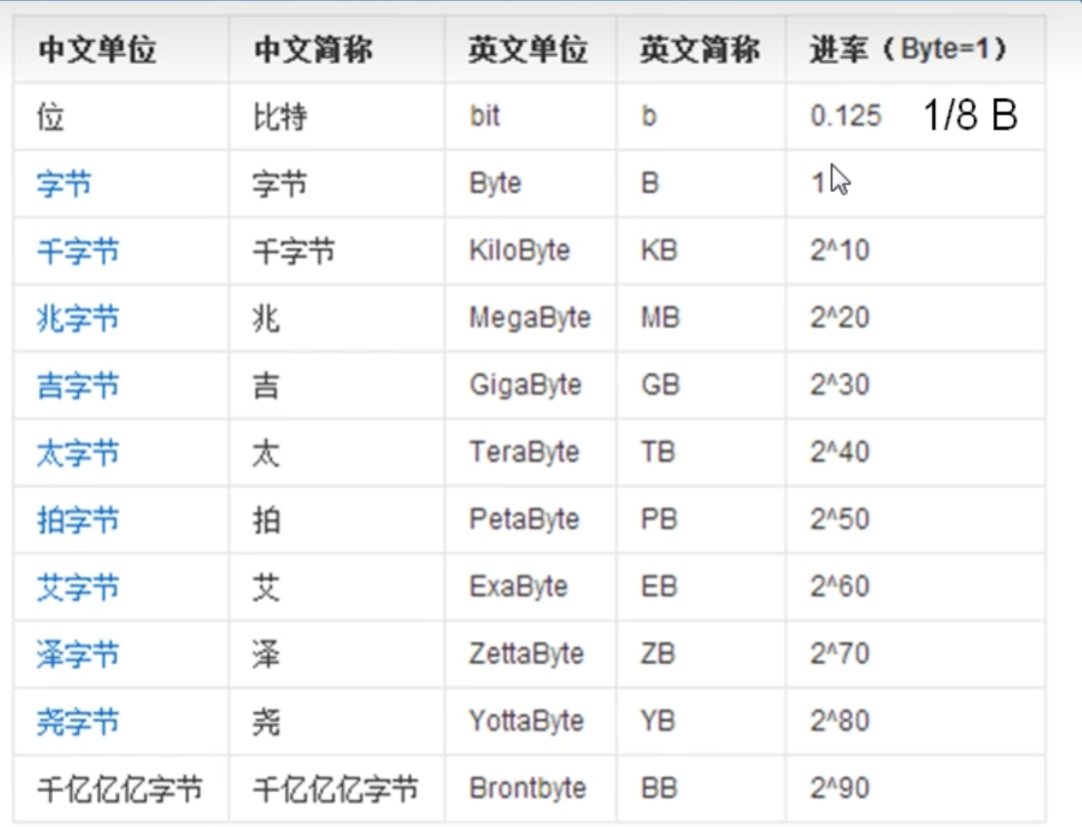 中文单位 中文简称 英文单位 英文简称 进率（Byte=1）
位 比特 bit b 0.125 1/8 B
字节 字节 Byte B 1
千字节 千字节 KiloByte KB 2^10
兆字节 兆 MegaByte MB 2^20
吉字节 吉 GigaByte GB 2^30
太字节 太 TeraByte TB 2^40
拍字节 拍 PetaByte PB 2^50
艾字节 艾 ExaByte EB 2^60
泽字节 泽 ZettaByte ZB 2^70
尧字节 尧 YottaByte YB 2^80
千亿亿亿字节 千亿亿亿字节 Brontbyte BB 2^90